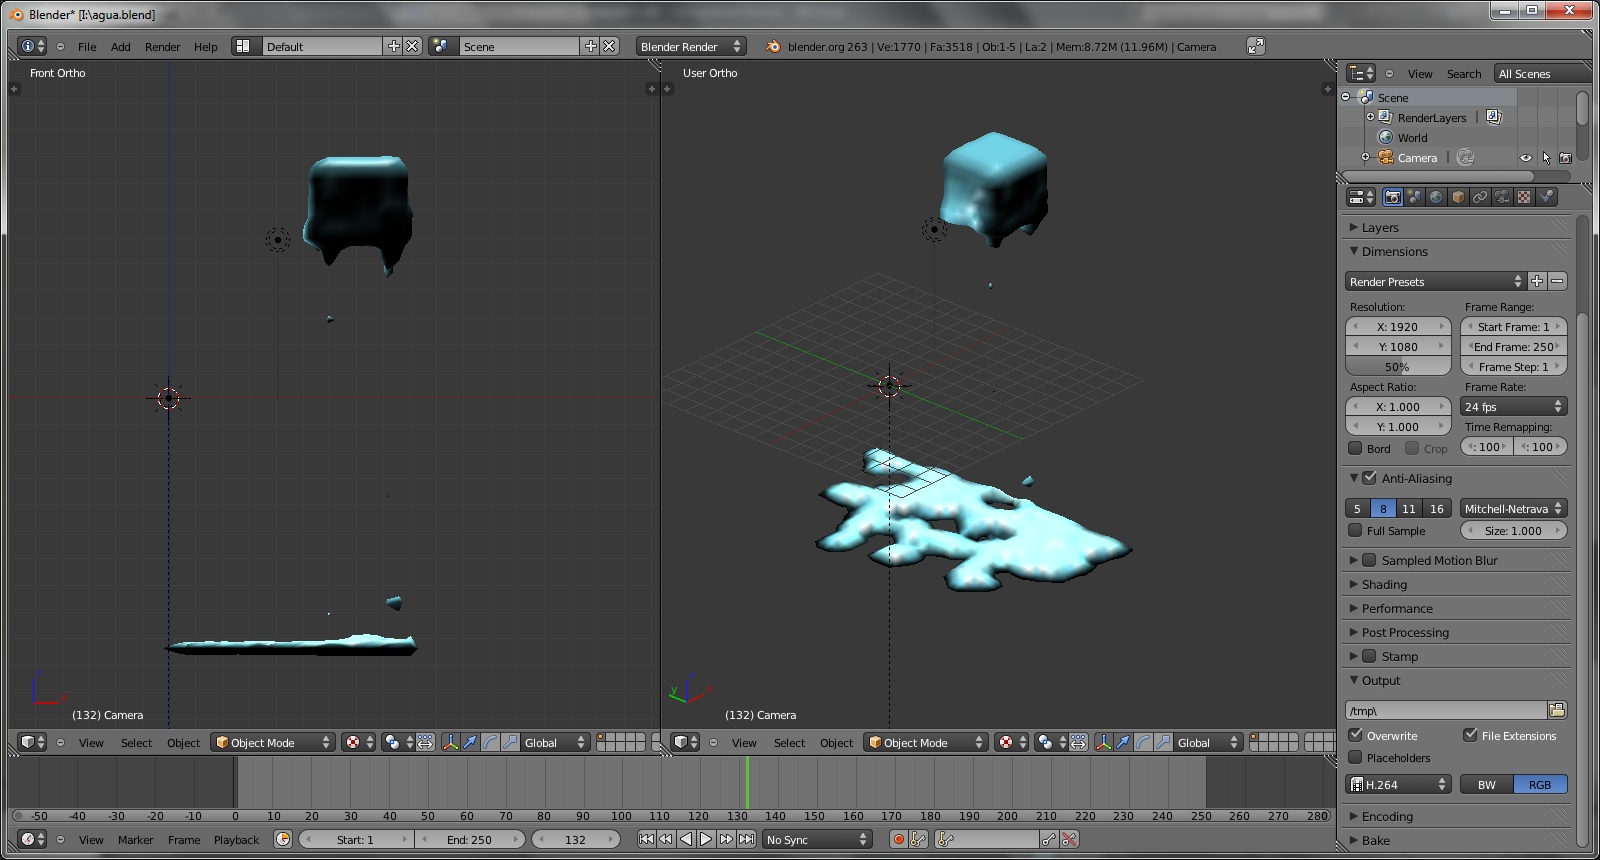 Blender* [I:\agua.blend]
File Add Render Help Default Scene Blender Render blender.org 263 | Ve:1770 | Fa:3518 | Ob:1-5 | La:2 | Mem:8.72M (11.96M) | Camera
Front Ortho
(132) Camera
User Ortho
y
(132) Camera
View Search All Scenes
Scene
RenderLayers
World
Camera
Layers
Dimensions
Render Presets
Resolution: Frame Range:
X: 1920 Start Frame: 1
Y: 1080 End Frame: 250
50% Frame Step: 1
Aspect Ratio: Frame Rate:
X: 1.000 24 fps
Y: 1.000 Time Remapping:
Bord Crop : 100 : 100
Anti-Aliasing
5 8 11 16 Mitchell-Netrava
Full Sample Size: 1.000
Sampled Motion Blur
Shading
Performance
Post Processing
Stamp
Output
/tmp\
Overwrite File Extensions
Placeholders
H.264 BW RGB
Encoding
Bake
View Select Object Object Mode Global
View Select Object Object Mode Global
-50 -40 -30 -20 -10 0 10 20 30 40 50 60 70 80 90 100 110 120 130 140 150 160 170 180 190 200 210 220 230 240 250 260 270 280
View Marker Frame Playback Start: 1 End: 250 132 No Sync